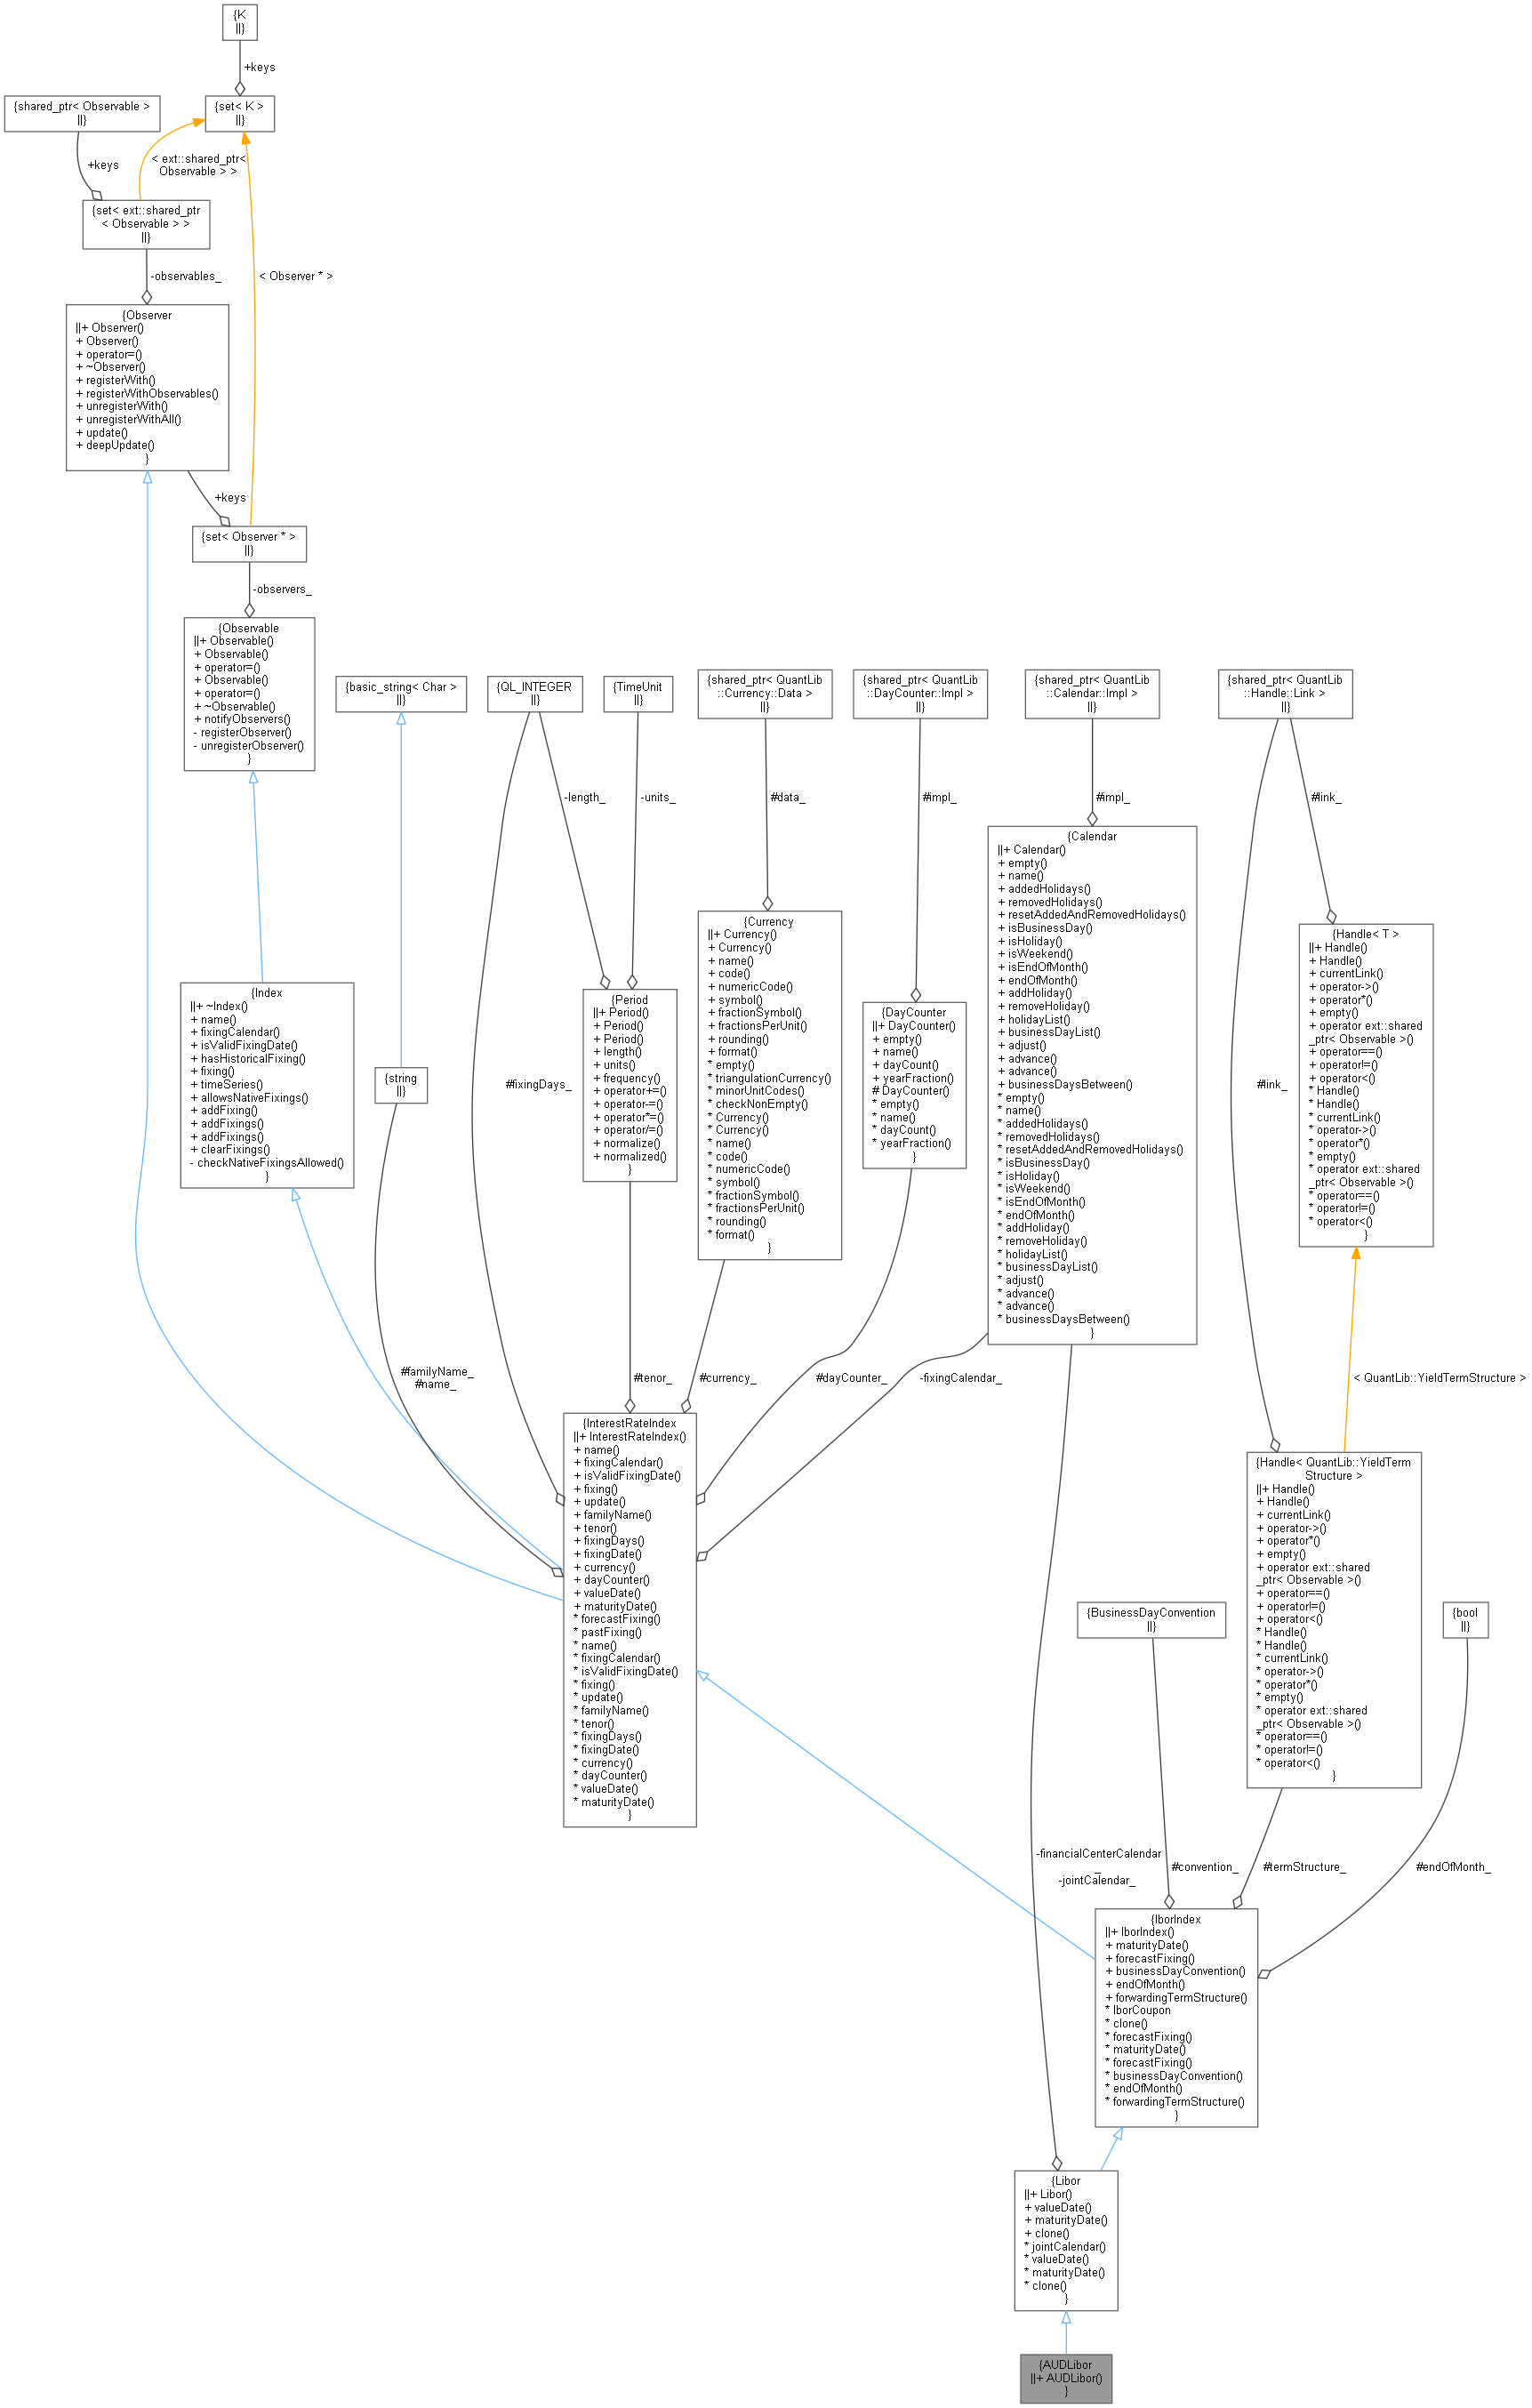 {K
||}
+keys
{shared_ptr< Observable >
||}
{set< K >
||}
+keys
< ext::shared_ptr<
Observable > >
{set< ext::shared_ptr
< Observable > >
||}
-observables_
< Observer * >
{Observer
||+ Observer()
+ Observer()
+ operator=()
+ ~Observer()
+ registerWith()
+ registerWithObservables()
+ unregisterWith()
+ unregisterWithAll()
+ update()
+ deepUpdate()
}
+keys
{set< Observer * >
||}
-observers_
{Observable
||+ Observable()
+ Observable()
+ operator=()
+ Observable()
+ operator=()
+ ~Observable()
+ notifyObservers()
- registerObserver()
- unregisterObserver()
}
{basic_string< Char >
||}
{QL_INTEGER
||}
{TimeUnit
||}
{shared_ptr< QuantLib
::Currency::Data >
||}
{shared_ptr< QuantLib
::DayCounter::Impl >
||}
{shared_ptr< QuantLib
::Calendar::Impl >
||}
{shared_ptr< QuantLib
::Handle::Link >
||}
-length_
-units_
#data_
#impl_
#impl_
#link_
{Calendar
||+ Calendar()
+ empty()
+ name()
+ addedHolidays()
+ removedHolidays()
+ resetAddedAndRemovedHolidays()
+ isBusinessDay()
+ isHoliday()
+ isWeekend()
+ isEndOfMonth()
+ endOfMonth()
+ addHoliday()
+ removeHoliday()
+ holidayList()
+ businessDayList()
+ adjust()
+ advance()
+ advance()
+ businessDaysBetween()
* empty()
* name()
* addedHolidays()
* removedHolidays()
* resetAddedAndRemovedHolidays()
* isBusinessDay()
* isHoliday()
* isWeekend()
* isEndOfMonth()
* endOfMonth()
* addHoliday()
* removeHoliday()
* holidayList()
* businessDayList()
* adjust()
* advance()
* advance()
* businessDaysBetween()
}
{Currency
||+ Currency()
+ Currency()
+ name()
+ code()
+ numericCode()
+ symbol()
+ fractionSymbol()
+ fractionsPerUnit()
+ rounding()
+ format()
* empty()
* triangulationCurrency()
* minorUnitCodes()
* checkNonEmpty()
* Currency()
* Currency()
* name()
* code()
* numericCode()
* symbol()
* fractionSymbol()
* fractionsPerUnit()
* rounding()
* format()
}
{Handle< T >
||+ Handle()
+ Handle()
+ currentLink()
+ operator->()
+ operator*()
+ empty()
+ operator ext::shared
_ptr< Observable >()
+ operator==()
+ operator!=()
+ operator<()
* Handle()
* Handle()
* currentLink()
* operator->()
* operator*()
* empty()
* operator ext::shared
_ptr< Observable >()
* operator==()
* operator!=()
* operator<()
}
{Index
||+ ~Index()
+ name()
+ fixingCalendar()
+ isValidFixingDate()
+ hasHistoricalFixing()
+ fixing()
+ timeSeries()
+ allowsNativeFixings()
+ addFixing()
+ addFixings()
+ addFixings()
+ clearFixings()
- checkNativeFixingsAllowed()
}
{Period
||+ Period()
+ Period()
+ Period()
+ length()
+ units()
+ frequency()
+ operator+=()
+ operator-=()
+ operator*=()
+ operator/=()
+ normalize()
+ normalized()
}
{DayCounter
||+ DayCounter()
+ empty()
+ name()
+ dayCount()
+ yearFraction()
# DayCounter()
* empty()
* name()
* dayCount()
* yearFraction()
}
{string
||}
#fixingDays_
#link_
#familyName_
#name_
#tenor_
#currency_
#dayCounter_
-fixingCalendar_
< QuantLib::YieldTermStructure >
{InterestRateIndex
||+ InterestRateIndex()
+ name()
+ fixingCalendar()
+ isValidFixingDate()
+ fixing()
+ update()
+ familyName()
+ tenor()
+ fixingDays()
+ fixingDate()
+ currency()
+ dayCounter()
+ valueDate()
+ maturityDate()
* forecastFixing()
* pastFixing()
* name()
* fixingCalendar()
* isValidFixingDate()
* fixing()
* update()
* familyName()
* tenor()
* fixingDays()
* fixingDate()
* currency()
* dayCounter()
* valueDate()
* maturityDate()
}
{Handle< QuantLib::YieldTerm
Structure >
||+ Handle()
+ Handle()
+ currentLink()
+ operator->()
+ operator*()
+ empty()
+ operator ext::shared
_ptr< Observable >()
+ operator==()
+ operator!=()
+ operator<()
* Handle()
* Handle()
* currentLink()
* operator->()
* operator*()
* empty()
* operator ext::shared
_ptr< Observable >()
* operator==()
* operator!=()
* operator<()
}
{BusinessDayConvention
||}
{bool
||}
-financialCenterCalendar
_
-jointCalendar_
#convention_
#termStructure_
#endOfMonth_
{IborIndex
||+ IborIndex()
+ maturityDate()
+ forecastFixing()
+ businessDayConvention()
+ endOfMonth()
+ forwardingTermStructure()
* IborCoupon
* clone()
* forecastFixing()
* maturityDate()
* forecastFixing()
* businessDayConvention()
* endOfMonth()
* forwardingTermStructure()
}
{Libor
||+ Libor()
+ valueDate()
+ maturityDate()
+ clone()
* jointCalendar()
* valueDate()
* maturityDate()
* clone()
}
{AUDLibor
||+ AUDLibor()
}